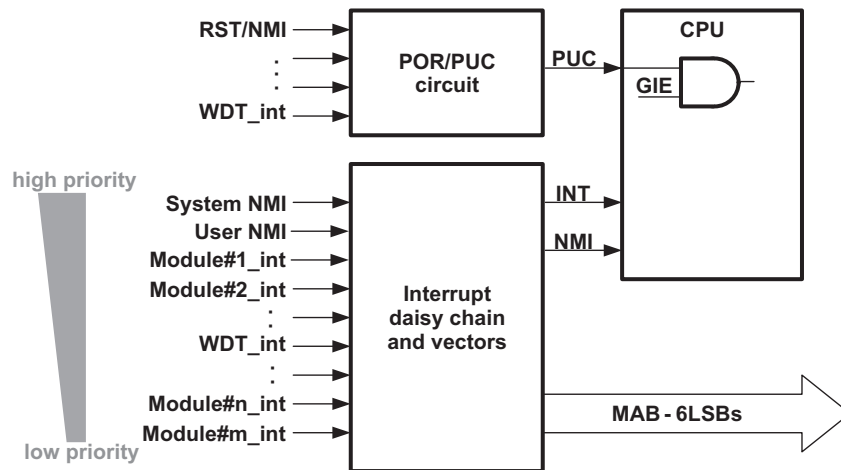 RST/NMI
WDT_int
POR/PUC
circuit
PUC
CPU
GIE
high priority
low priority
System NMI
User NMI
Module#1_int
Module#2_int
WDT_int
Module#n_int
Module#m_int
Interrupt
daisy chain
and vectors
INT
NMI
MAB - 6LSBs